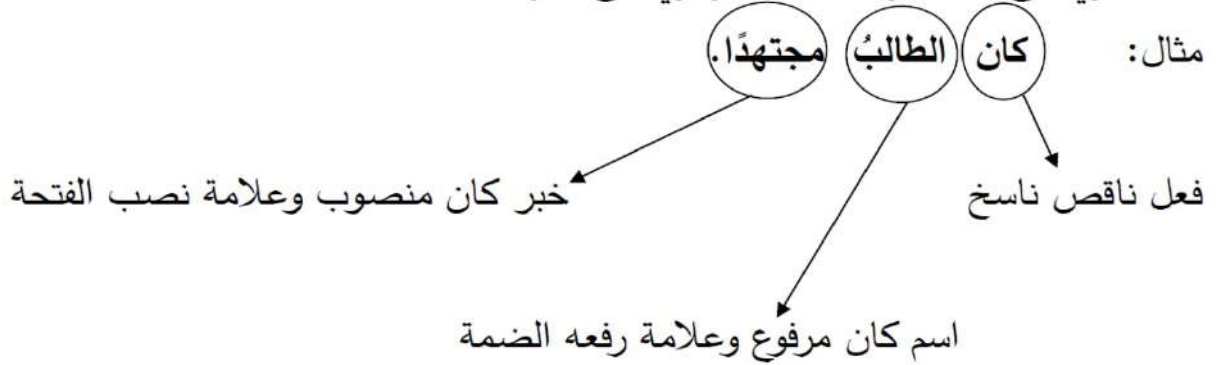 مثال: كان الطالبُ مجتهدًا.
فعل ناقص ناسخ خبر كان منصوب وعلامة نصب الفتحة
اسم كان مرفوع وعلامة رفعه الضمة